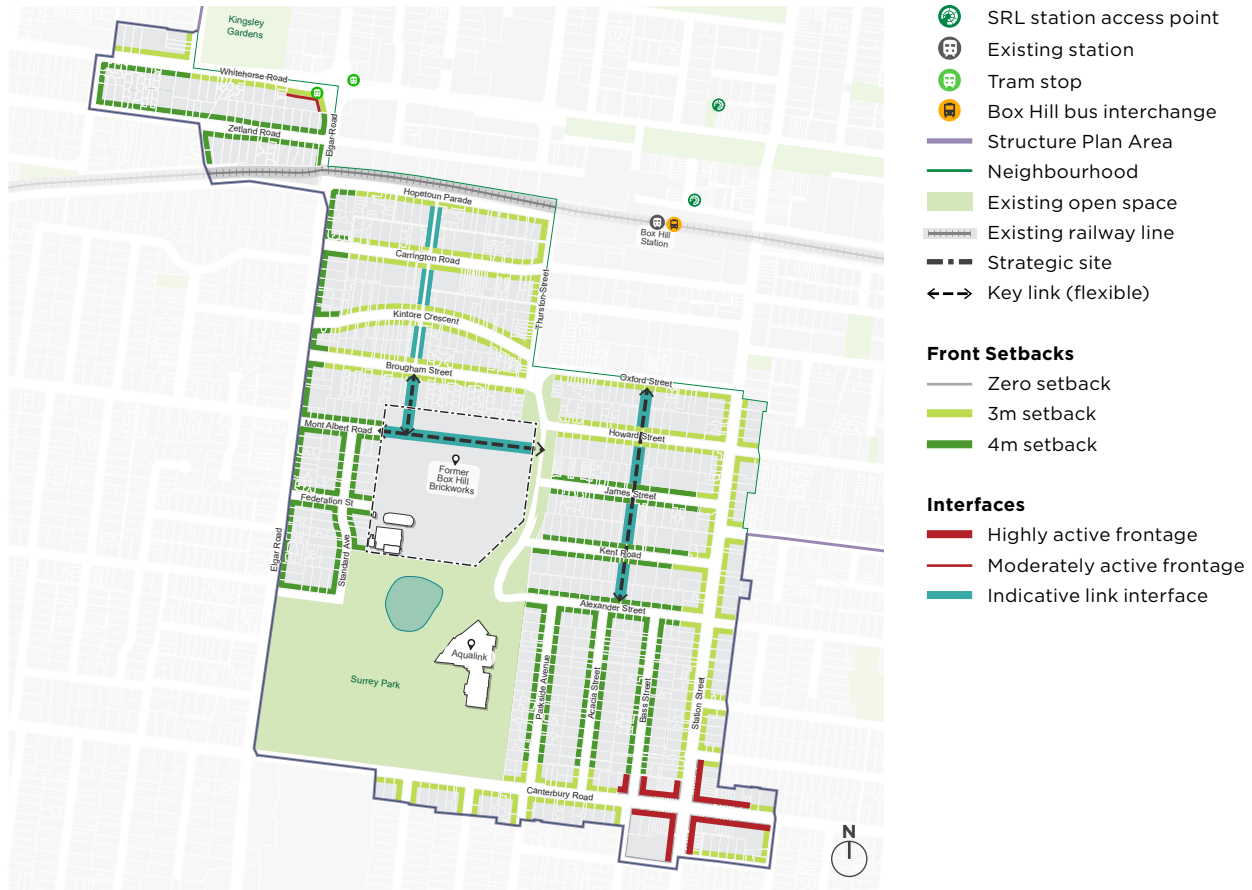 Kingsley
Gardens
Whitehorse Road
Zetland Road
Elgar Road
Hopetoun Parade
Carrington Road
Thurston Street
Kintore Crescent
Brougham Street
Box Hill
Station
Oxford Street
Mont Albert Road
Howard Street
Former
Box Hill
Brickworks
James Street
Federation St
Kent Road
Elgar Road
Standard Ave
Alexander Street
Aqualink
Surrey Park
Parkside Avenue
Acacia Street
Bass Street
Station Street
Canterbury Road
N
SRL station access point
Existing station
Tram stop
Box Hill bus interchange
Structure Plan Area
Neighbourhood
Existing open space
Existing railway line
Strategic site
Key link (flexible)
Front Setbacks
Zero setback
3m setback
4m setback
Interfaces
Highly active frontage
Moderately active frontage
Indicative link interface